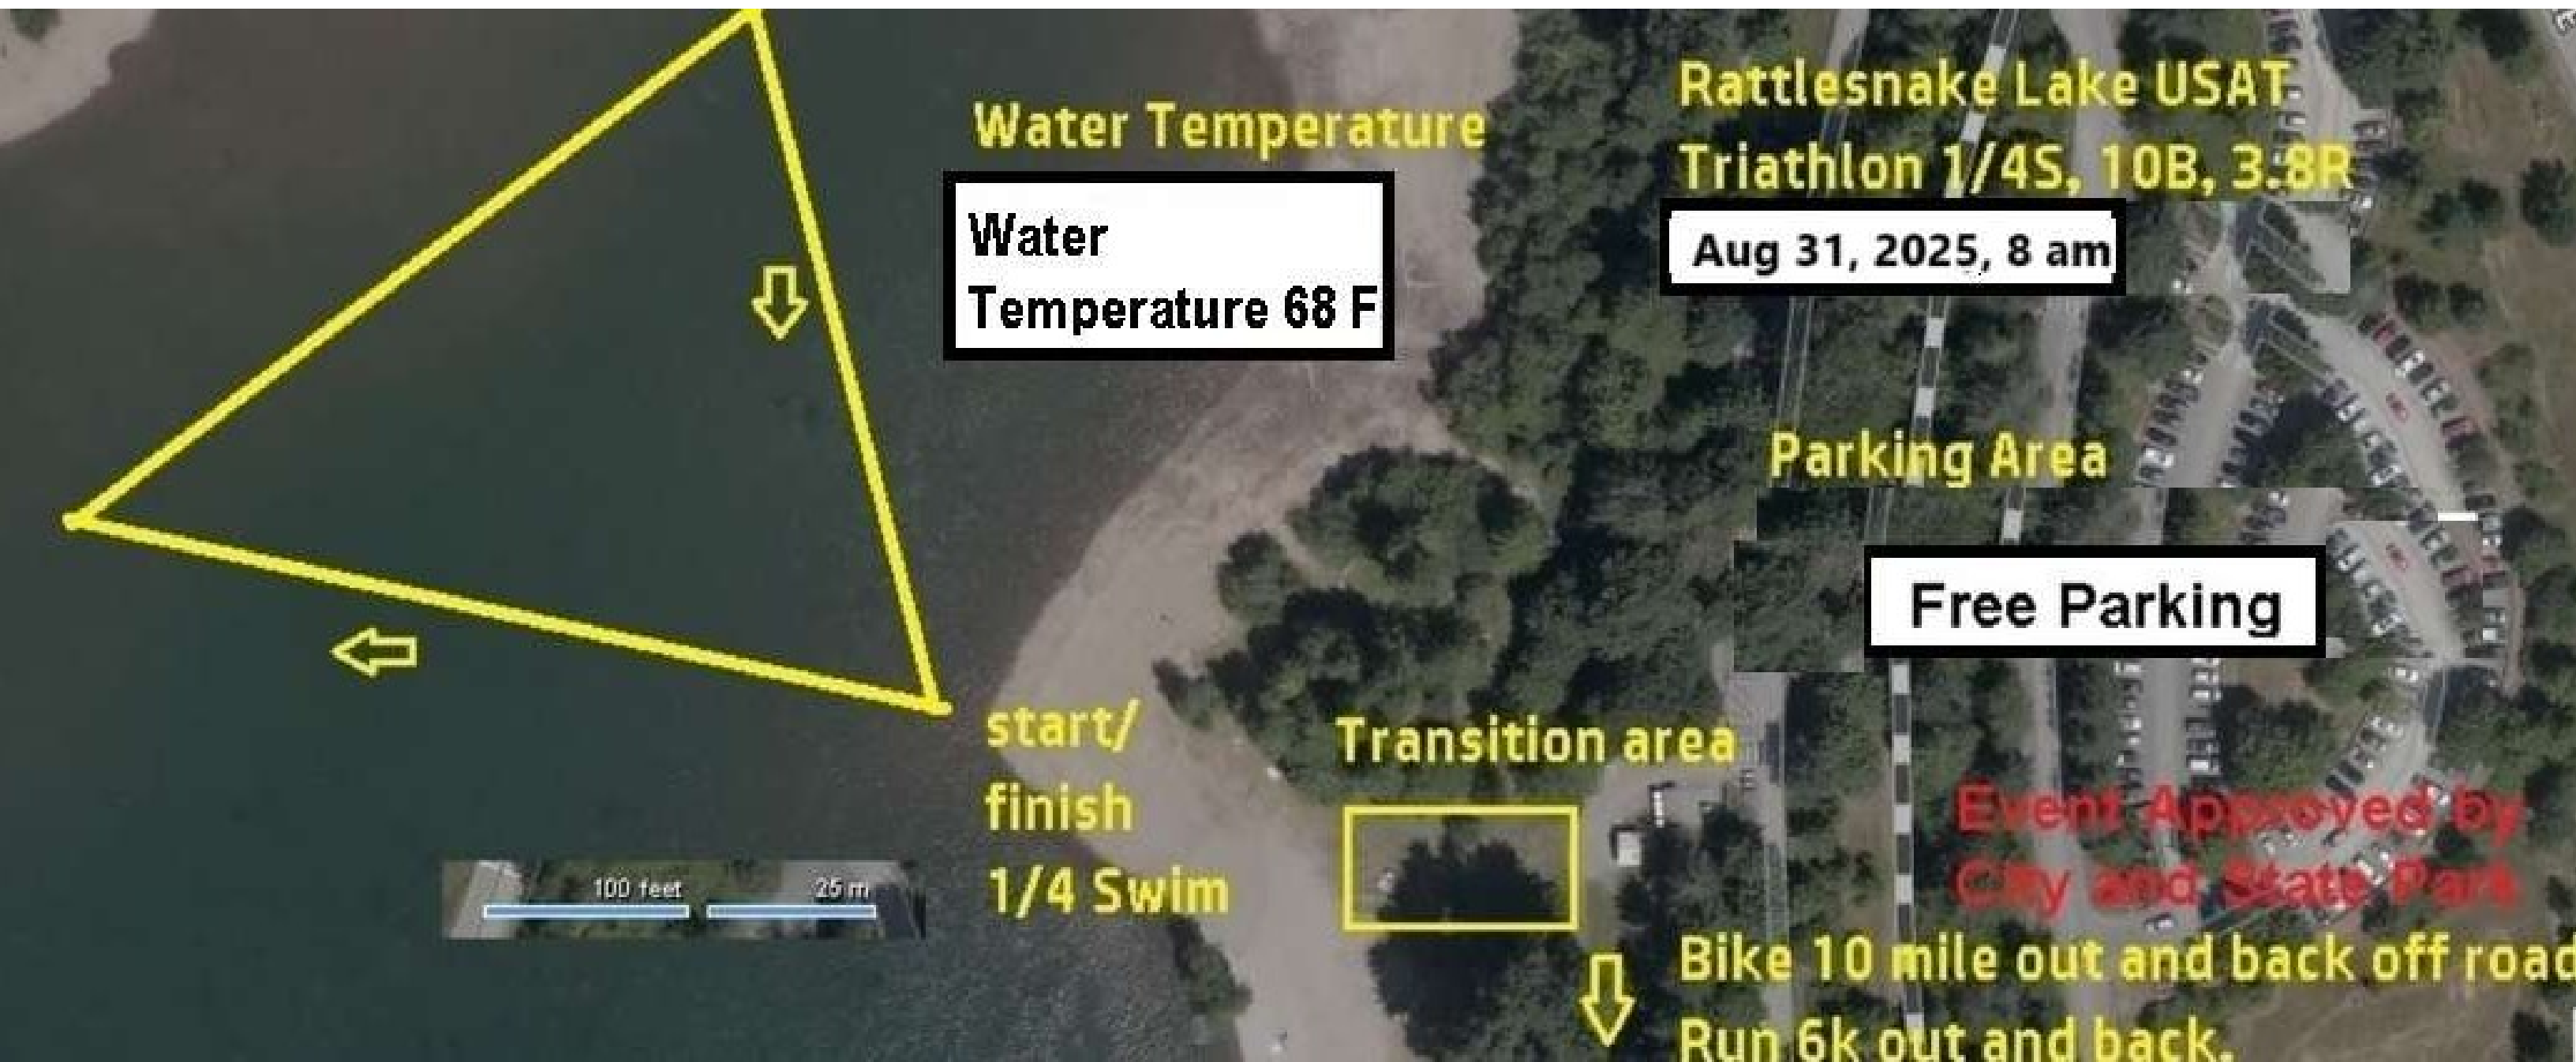 Rattlesnake Lake USAT
Triathlon 1/4S, 10B, 3.8R
Aug 31, 2025, 8 am
Water Temperature
Water
Temperature 68 F
Parking Area
Free Parking
start/
finish
1/4 Swim
Transition area
Event Approved by
City and State Park
100 feet 25 m
Bike 10 mile out and back off road
Run 6k out and back.